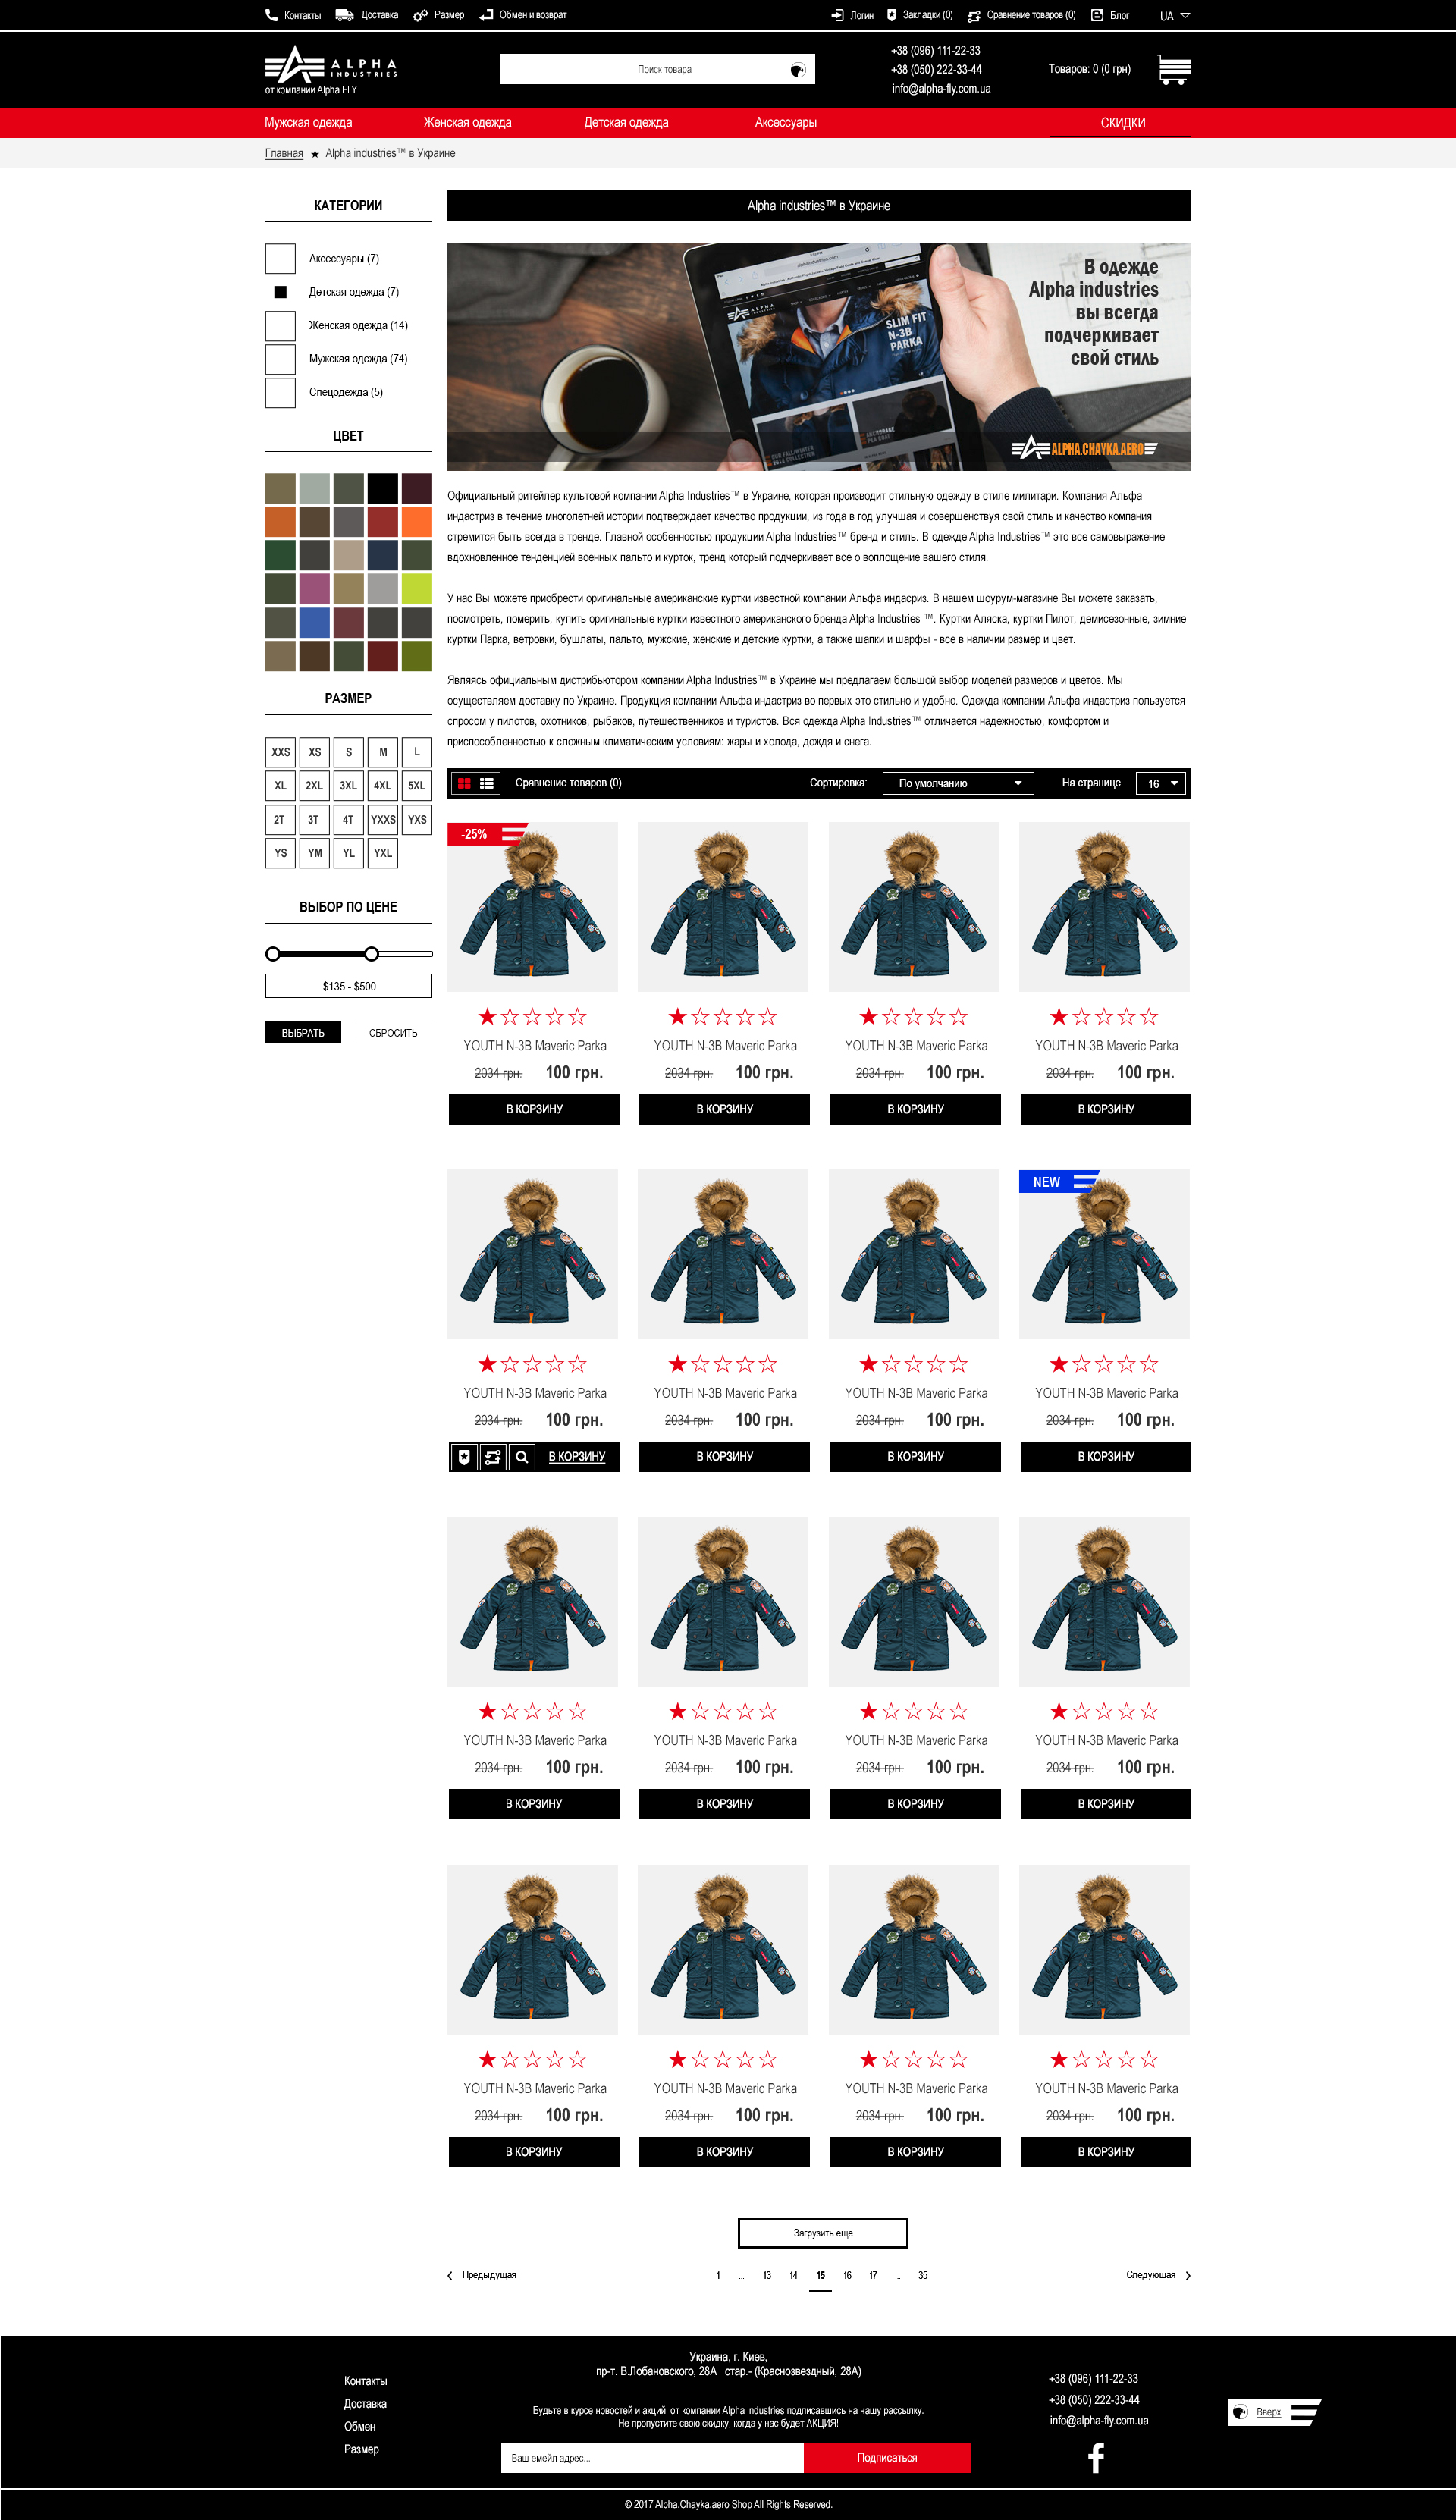 Контакты Доставка Размер Обмен и возврат Логин Закладки (0) Сравнение товаров (0) Блог UA
ALPHA
INDUSTRIES
от компании Alpha FLY
Поиск товара
+38 (096) 111-22-33
+38 (050) 222-33-44
info@alpha-fly.com.ua
Товаров: 0 (0 грн)
Мужская одежда Женская одежда Детская одежда Аксессуары СКИДКИ
Главная Alpha industries™ в Украине
КАТЕГОРИИ
Аксессуары (7)
Детская одежда (7)
Женская одежда (14)
Мужская одежда (74)
Спецодежда (5)
ЦВЕТ
РАЗМЕР
XXS XS S M L
XL 2XL 3XL 4XL 5XL
2T 3T 4T YXXS YXS
YS YM YL YXL
ВЫБОР ПО ЦЕНЕ
$135 - $500
ВЫБРАТЬ СБРОСИТЬ
Alpha industries™ в Украине
ALPHA
INDUSTRIES
SLIM FIT
N-3B
PARKA
В одежде
Alpha industries
вы всегда
подчеркивает
свой стиль
ALPHA.CHAYKA.AERO
Официальный ритейлер культовой компании Alpha Industries™ в Украине, которая производит стильную одежду в стиле милитари. Компания Альфа
индастриз в течение многолетней истории подтверждает качество продукции, из года в год улучшая и совершенствуя свой стиль и качество компания
стремится быть всегда в тренде. Главной особенностью продукции Alpha Industries™ бренд и стиль. В одежде Alpha Industries™ это все самовыражение
вдохновленное тенденцией военных пальто и курток, тренд который подчеркивает все о воплощение вашего стиля.
У нас Вы можете приобрести оригинальные американские куртки известной компании Альфа индасриз. В нашем шоурум-магазине Вы можете заказать,
посмотреть, померить, купить оригинальные куртки известного американского бренда Alpha Industries ™. Куртки Аляска, куртки Пилот, демисезонные, зимние
куртки Парка, ветровки, бушлаты, пальто, мужские, женские и детские куртки, а также шапки и шарфы - все в наличии размер и цвет.
Являясь официальным дистрибьютором компании Alpha Industries™ в Украине мы предлагаем большой выбор моделей размеров и цветов. Мы
осуществляем доставку по Украине. Продукция компании Альфа индастриз во первых это стильно и удобно. Одежда компании Альфа индастриз пользуется
спросом у пилотов, охотников, рыбаков, путешественников и туристов. Вся одежда Alpha Industries™ отличается надежностью, комфортом и
приспособленностью к сложным климатическим условиям: жары и холода, дождя и снега.
Сравнение товаров (0) Сортировка: По умолчанию На странице 16
-25%
YOUTH N-3B Maveric Parka YOUTH N-3B Maveric Parka YOUTH N-3B Maveric Parka YOUTH N-3B Maveric Parka
2034 грн. 100 грн. 2034 грн. 100 грн. 2034 грн. 100 грн. 2034 грн. 100 грн.
В КОРЗИНУ В КОРЗИНУ В КОРЗИНУ В КОРЗИНУ
NEW
YOUTH N-3B Maveric Parka YOUTH N-3B Maveric Parka YOUTH N-3B Maveric Parka YOUTH N-3B Maveric Parka
2034 грн. 100 грн. 2034 грн. 100 грн. 2034 грн. 100 грн. 2034 грн. 100 грн.
В КОРЗИНУ В КОРЗИНУ В КОРЗИНУ В КОРЗИНУ
YOUTH N-3B Maveric Parka YOUTH N-3B Maveric Parka YOUTH N-3B Maveric Parka YOUTH N-3B Maveric Parka
2034 грн. 100 грн. 2034 грн. 100 грн. 2034 грн. 100 грн. 2034 грн. 100 грн.
В КОРЗИНУ В КОРЗИНУ В КОРЗИНУ В КОРЗИНУ
YOUTH N-3B Maveric Parka YOUTH N-3B Maveric Parka YOUTH N-3B Maveric Parka YOUTH N-3B Maveric Parka
2034 грн. 100 грн. 2034 грн. 100 грн. 2034 грн. 100 грн. 2034 грн. 100 грн.
В КОРЗИНУ В КОРЗИНУ В КОРЗИНУ В КОРЗИНУ
Загрузить еще
Предыдущая 1 ... 13 14 15 16 17 ... 35 Следующая
Контакты
Доставка
Обмен
Размер
Украина, г. Киев,
пр-т. В.Лобановского, 28А стар.- (Краснозвездный, 28А)
Будьте в курсе новостей и акций, от компании Alpha industries подписавшись на нашу рассылку.
Не пропустите свою скидку, когда у нас будет АКЦИЯ!
Ваш емейл адрес.... Подписаться
+38 (096) 111-22-33
+38 (050) 222-33-44
info@alpha-fly.com.ua
Вверх
© 2017 Alpha.Chayka.aero Shop All Rights Reserved.